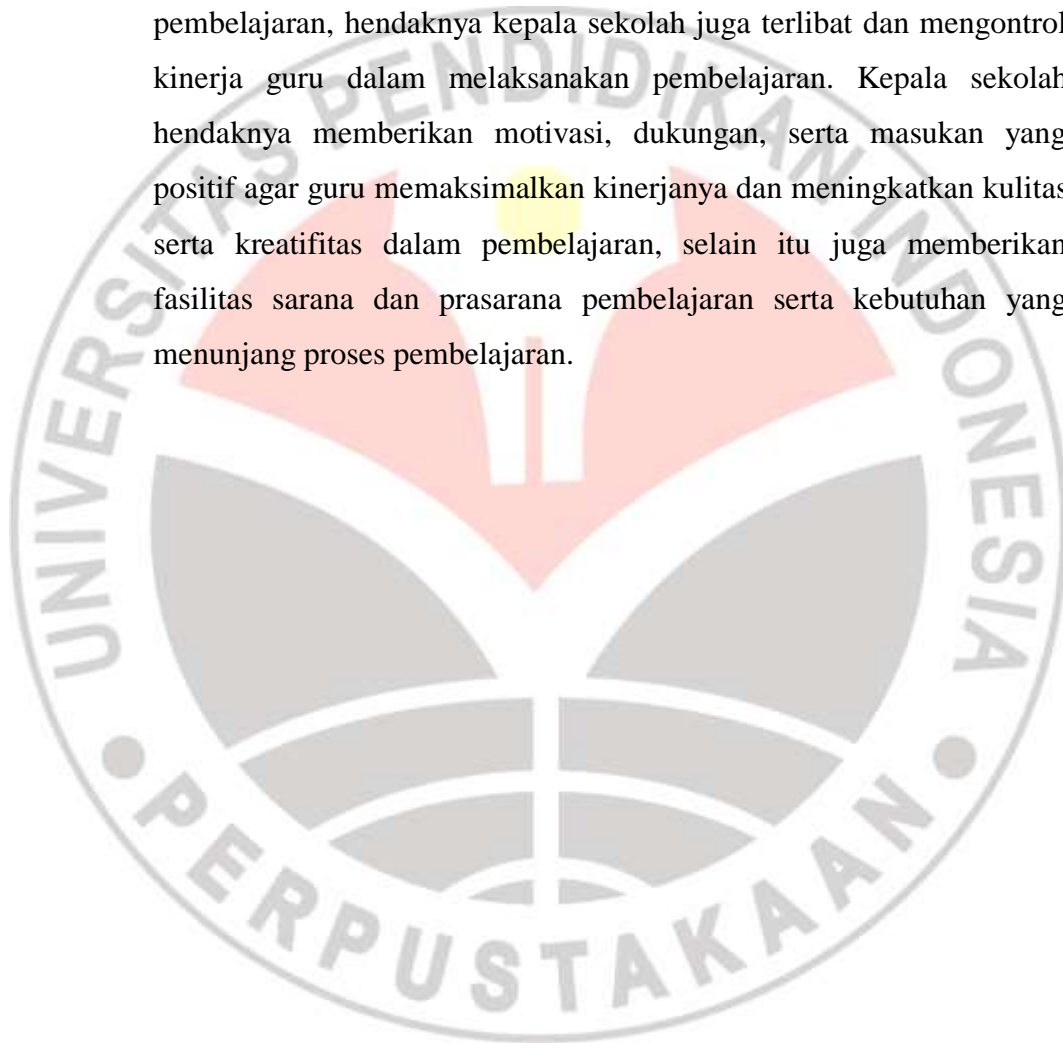 pembelajaran, hendaknya kepala sekolah juga terlibat dan mengontrol
kinerja guru dalam melaksanakan pembelajaran. Kepala sekolah
hendaknya memberikan motivasi, dukungan, serta masukan yang
positif agar guru memaksimalkan kinerjanya dan meningkatkan kulitas
serta kreatifitas dalam pembelajaran, selain itu juga memberikan
fasilitas sarana dan prasarana pembelajaran serta kebutuhan yang
menunjang proses pembelajaran.
UNIVERSITAS PENDIDIKAN INDONESIA
PERPUSTAKAAN